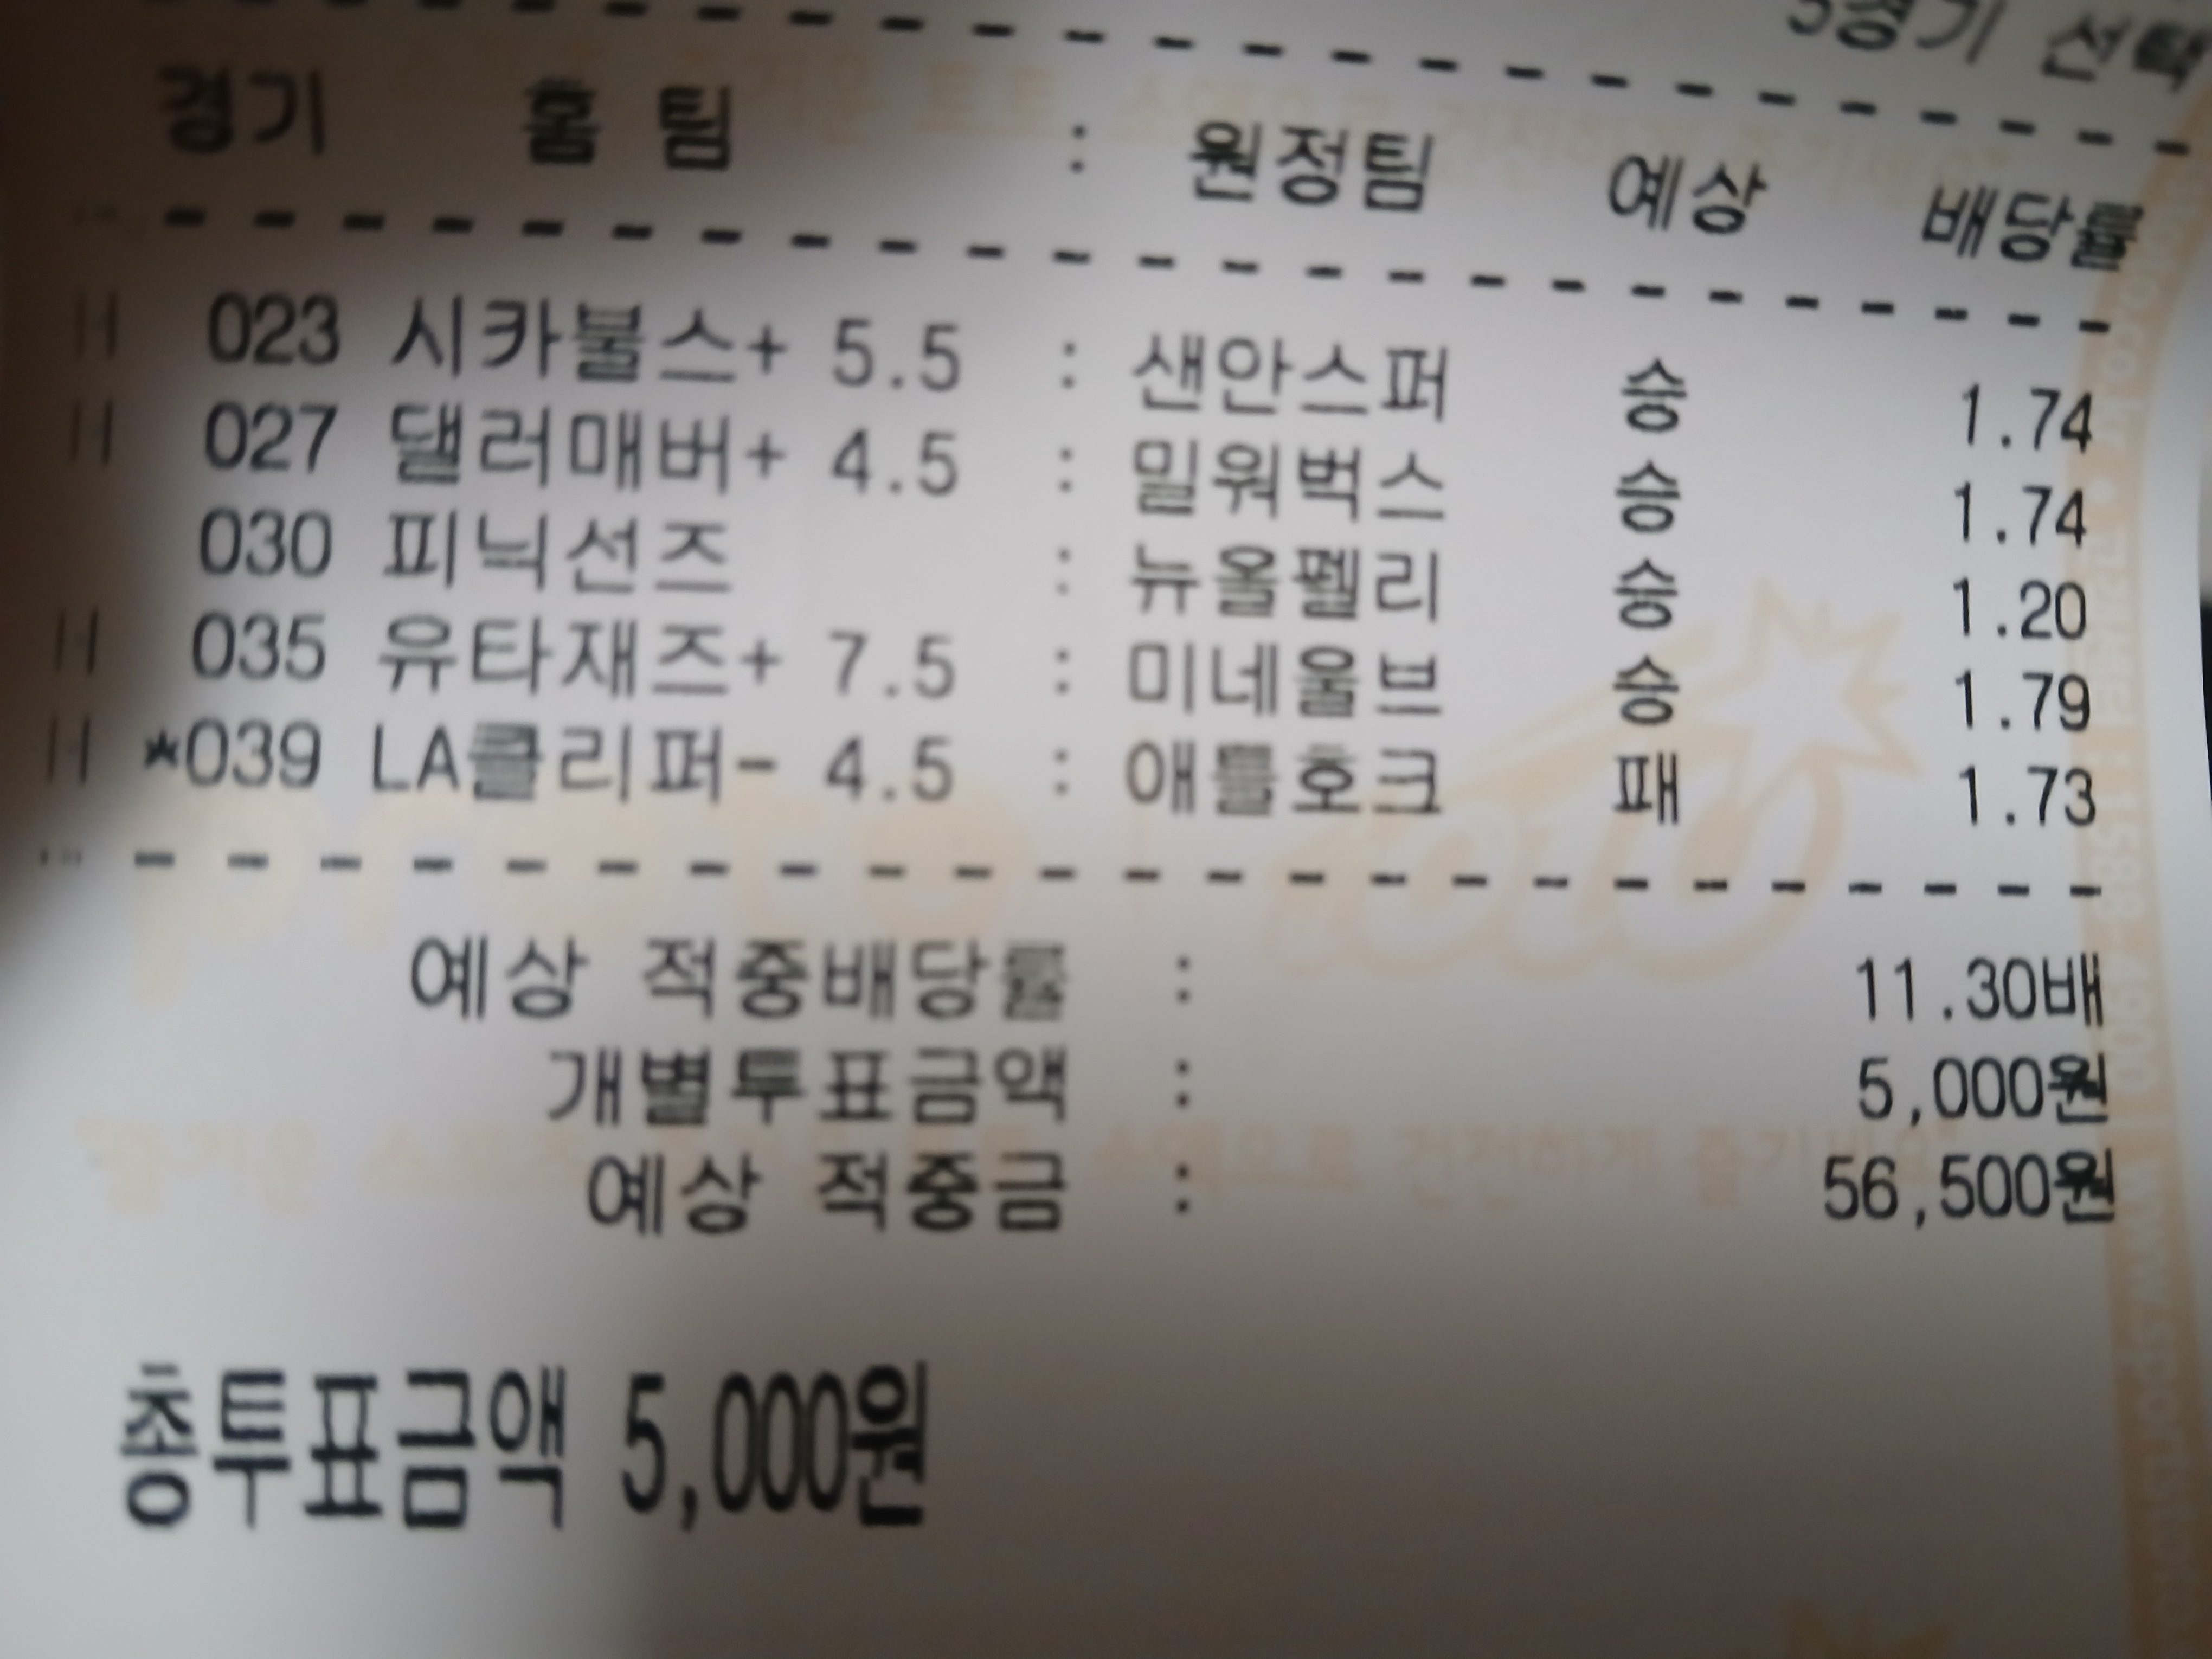 5경기 선택
경기 홈 팀 : 원정팀 예상 배당률
H 023 시카불스+ 5.5 : 샌안스퍼 승 1.74
H 027 댈러매버+ 4.5 : 밀워벅스 승 1.74
030 피닉선즈 : 뉴올펠리 승 1.20
H 035 유타재즈+ 7.5 : 미네울브 승 1.79
H *039 LA클리퍼- 4.5 : 애틀호크 패 1.73
예상 적중배당률 : 11.30배
개별투표금액 : 5,000원
예상 적중금 : 56,500원
총투표금액 5,000원